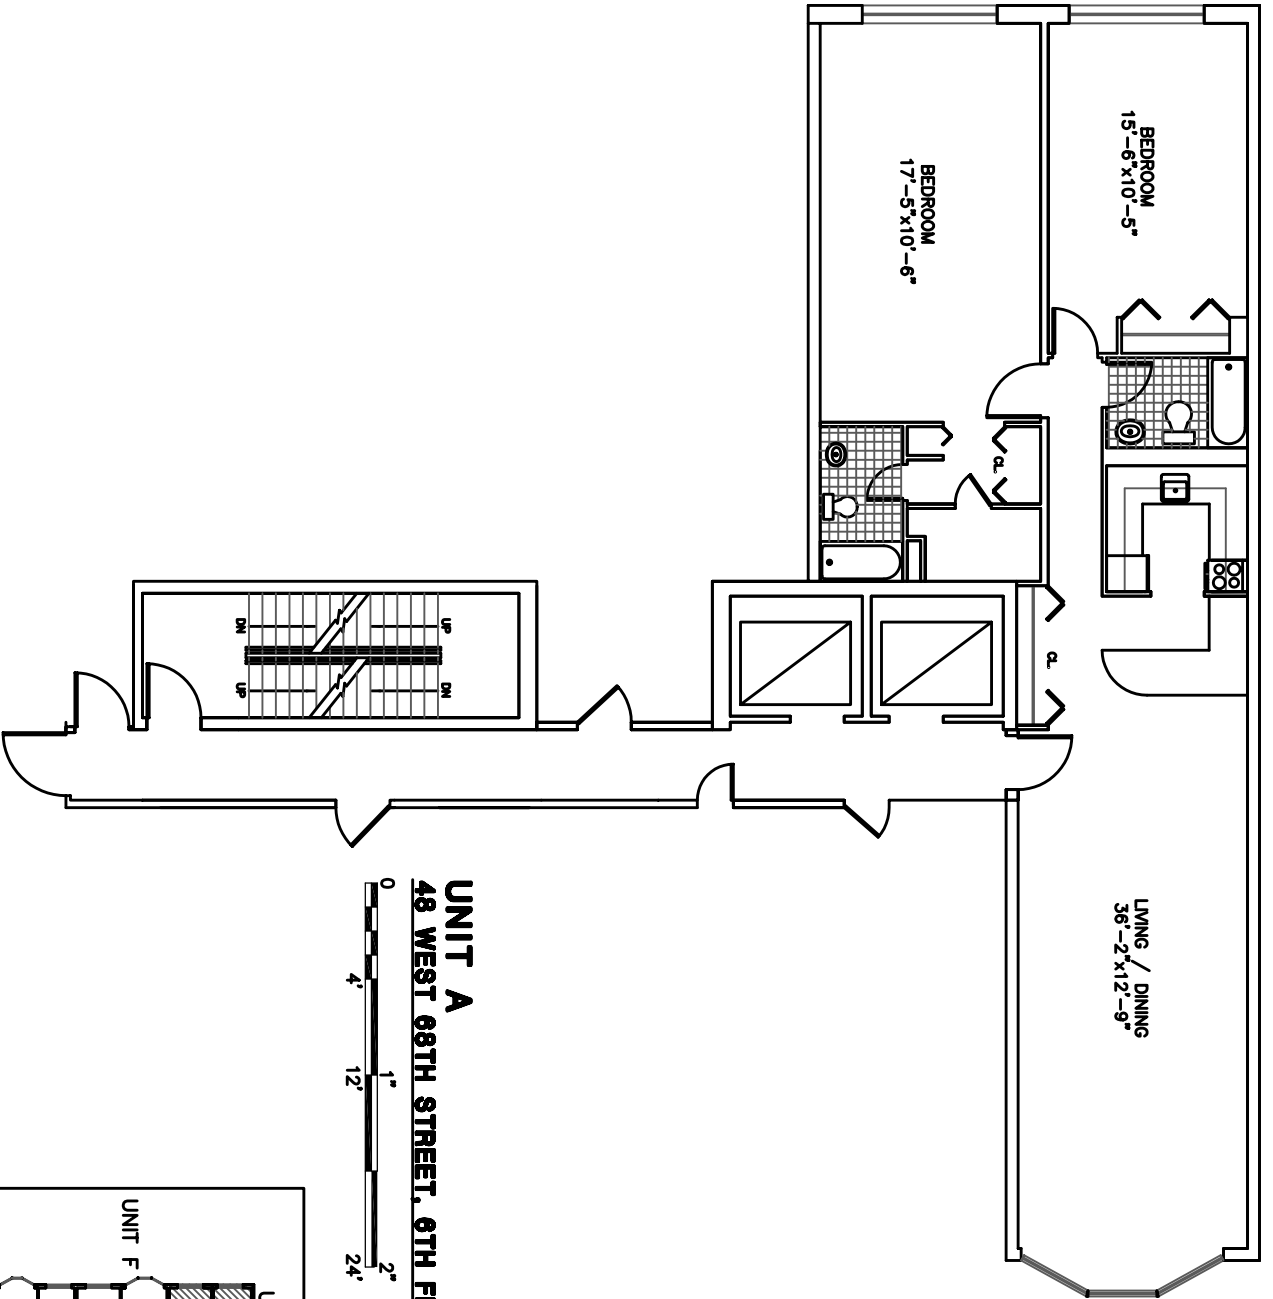 BEDROOM
15'-6"x10'-5"
BEDROOM
17'-5"x10'-6"
CL.
CL.
LIVING / DINING
36'-2"x12'-9"
UP
DN
DN
UP
UNIT A
48 WEST 68TH STREET, 6TH
0 1" 2"
4' 12' 24'
UNIT F